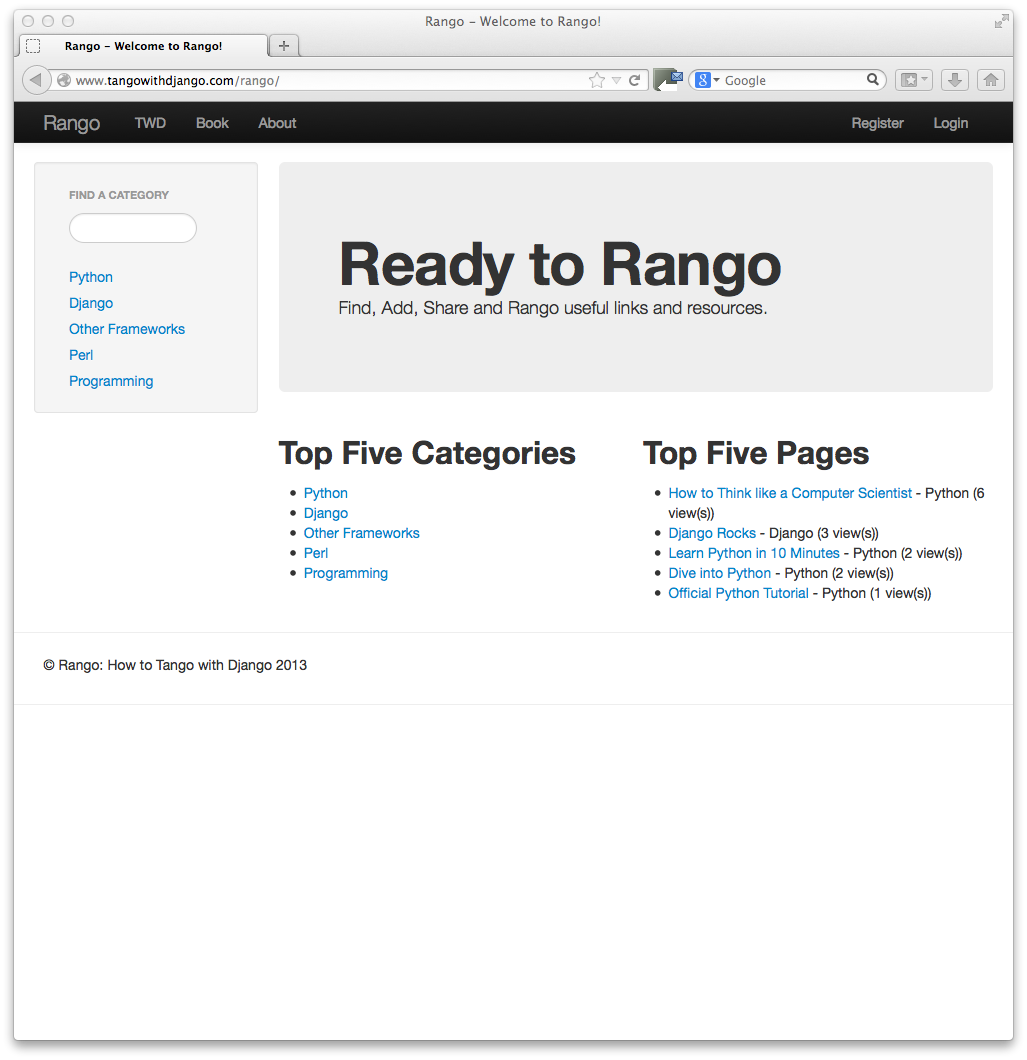 Rango - Welcome to Rango!
Rango - Welcome to Rango!
www.tangowithdjango.com/rango/
Google
Rango TWD Book About Register Login
FIND A CATEGORY
Python
Django
Other Frameworks
Perl
Programming
Ready to Rango
Find, Add, Share and Rango useful links and resources.
Top Five Categories
Python
Django
Other Frameworks
Perl
Programming
Top Five Pages
How to Think like a Computer Scientist - Python (6
view(s))
Django Rocks - Django (3 view(s))
Learn Python in 10 Minutes - Python (2 view(s))
Dive into Python - Python (2 view(s))
Official Python Tutorial - Python (1 view(s))
© Rango: How to Tango with Django 2013